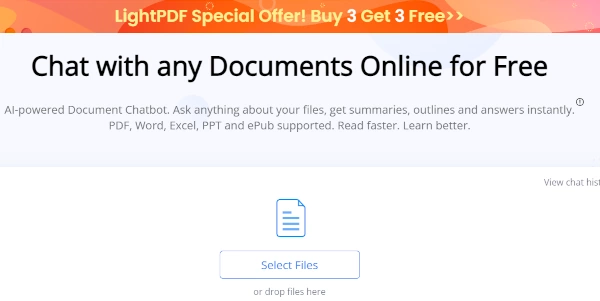 LightPDF Special Offer! Buy 3 Get 3 Free>>
Chat with any Documents Online for Free
AI-powered Document Chatbot. Ask anything about your files, get summaries, outlines and answers instantly.
PDF, Word, Excel, PPT and ePub supported. Read faster. Learn better.
View chat hist
Select Files
or drop files here